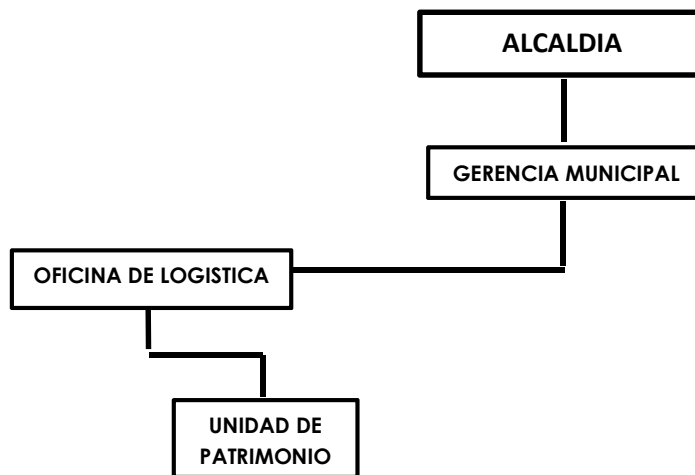 ALCALDIA
GERENCIA MUNICIPAL
OFICINA DE LOGISTICA
UNIDAD DE
PATRIMONIO